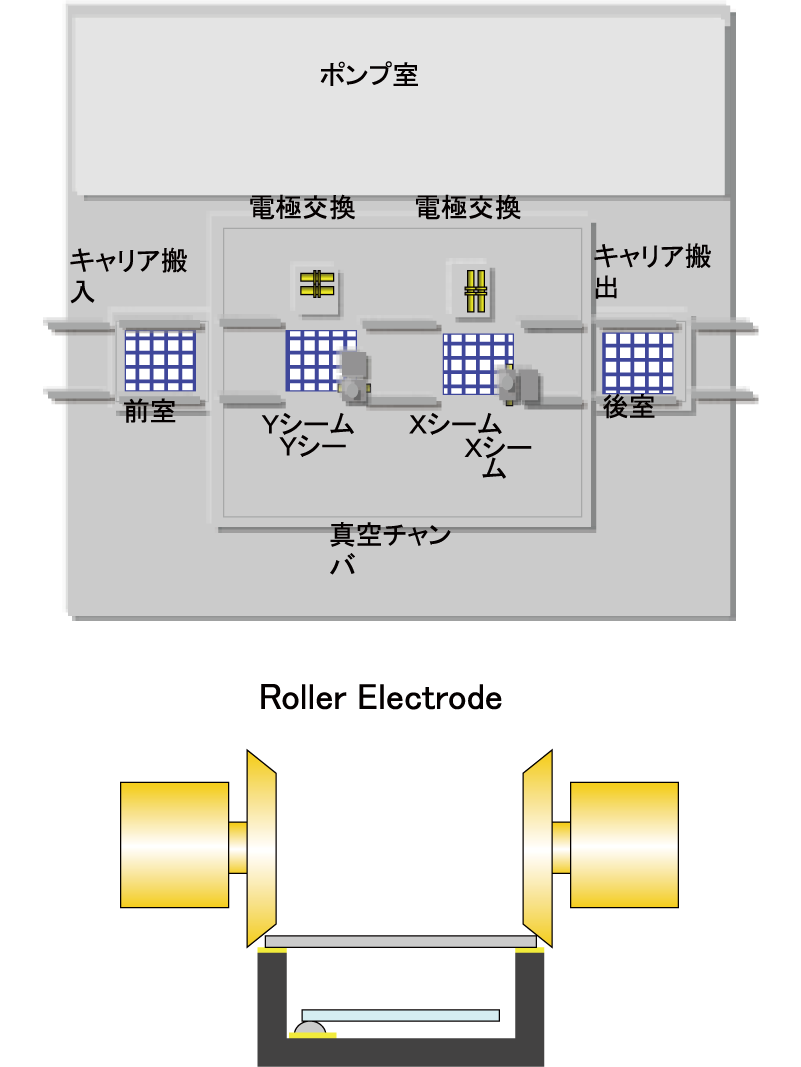 ポンプ室
電極交換
電極交換
キャリア搬
入
キャリア搬
出
前室
後室
Yシーム
Yシー
Xシーム
Xシー
ム
真空チャン
バ
Roller Electrode